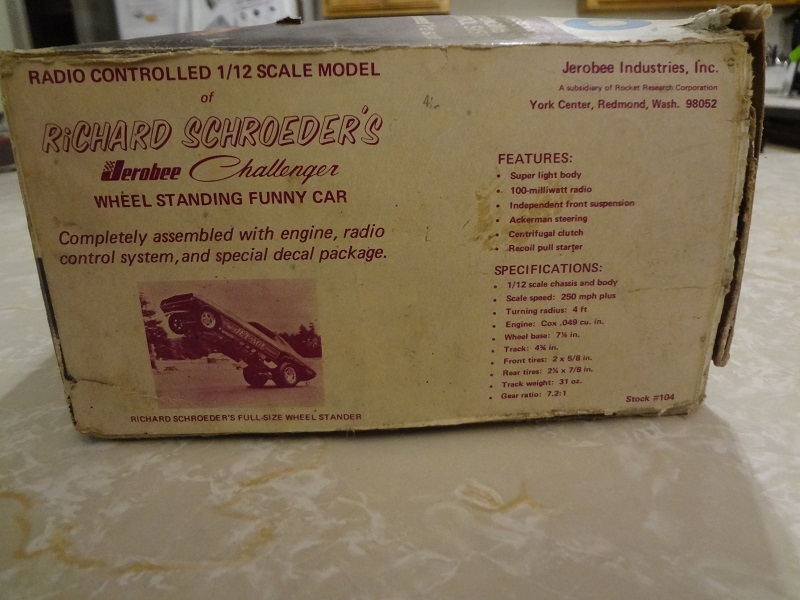 RADIO CONTROLLED 1/12 SCALE MODEL
of
RICHARD SCHROEDER'S
Jerobee Challenger
WHEEL STANDING FUNNY CAR
Completely assembled with engine, radio
control system, and special decal package.
RICHARD SCHROEDER'S FULL-SIZE WHEEL STANDER
Jerobee Industries, Inc.
A subsidiary of Rocket Research Corporation
York Center, Redmond, Wash. 98052
FEATURES:
• Super light body
• 100-milliwatt radio
• Independent front suspension
• Ackerman steering
• Centrifugal clutch
• Recoil pull starter
SPECIFICATIONS:
• 1/12 scale chassis and body
• Scale speed: 250 mph plus
• Turning radius: 4 ft
• Engine: Cox .049 cu. in.
• Wheel base: 7⅞ in.
• Track: 4¾ in.
• Front tires: 2 x 5/8 in.
• Rear tires: 2¼ x 7/8 in.
• Track weight: 31 oz.
• Gear ratio: 7.2:1
Stock #104